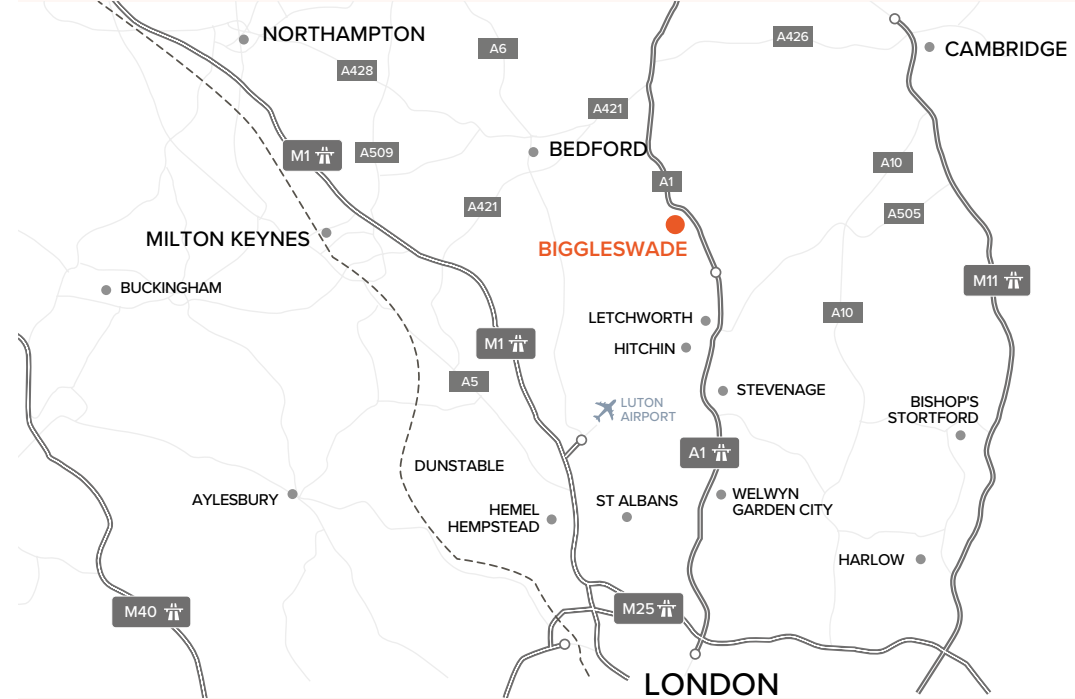 NORTHAMPTON
A6
A426
CAMBRIDGE
A428
A421
M1
A509
BEDFORD
A10
A1
A421
A505
MILTON KEYNES
BIGGLESWADE
M11
BUCKINGHAM
LETCHWORTH
A10
M1
HITCHIN
A5
STEVENAGE
LUTON
AIRPORT
BISHOP'S
STORTFORD
A1
DUNSTABLE
AYLESBURY
HEMEL
HEMPSTEAD
ST ALBANS
WELWYN
GARDEN CITY
HARLOW
M40
M25
LONDON